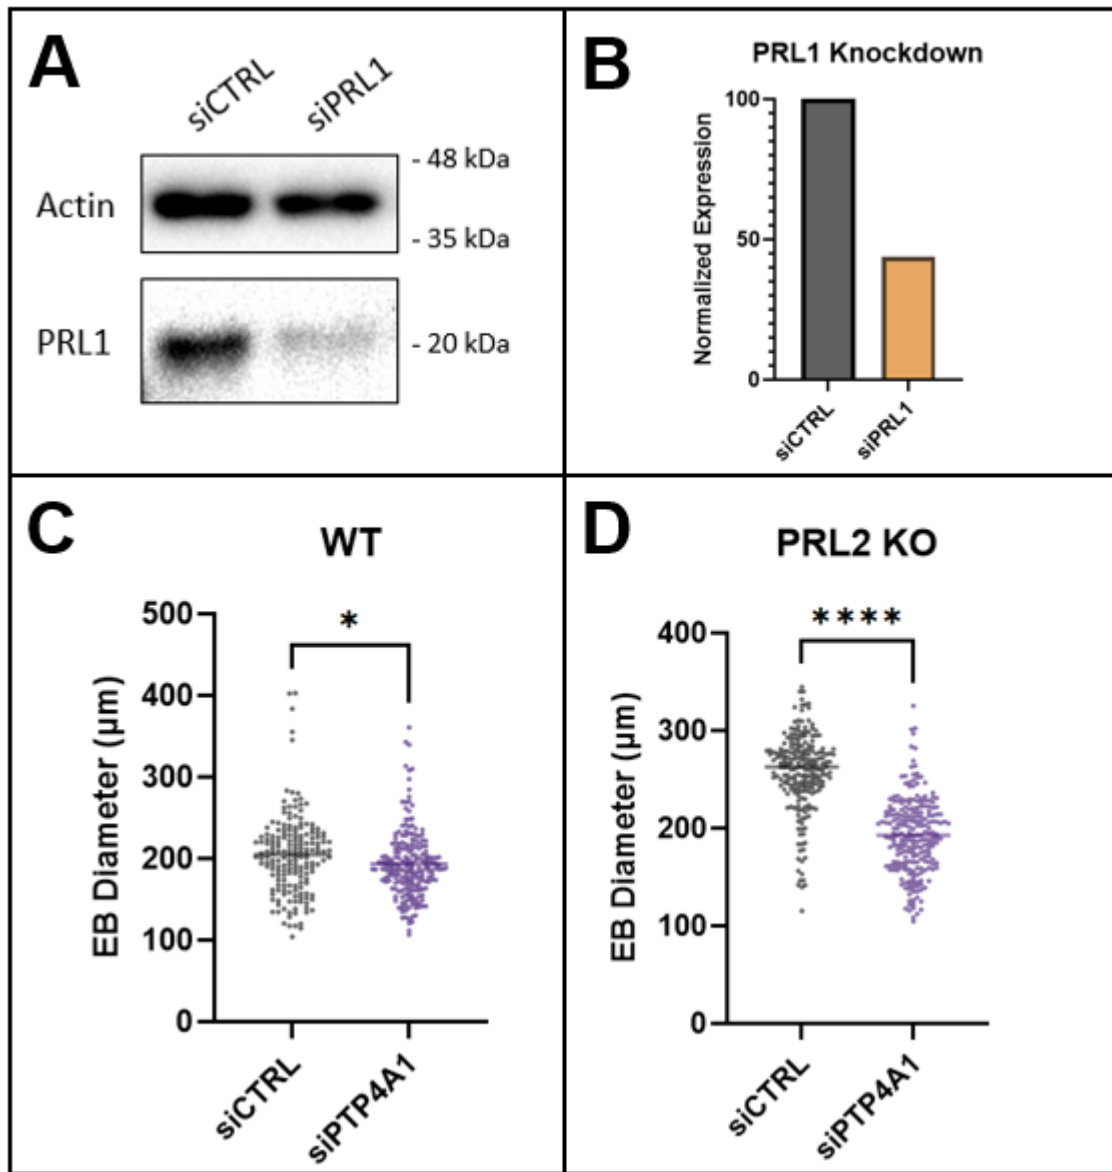 A
siCTRL
siPRL1
Actin
- 48 kDa
- 35 kDa
PRL1
- 20 kDa
B
PRL1 Knockdown
Normalized Expression
100
50
0
siCTRL
siPRL1
C
WT
*
EB Diameter (µm)
500
400
300
200
100
0
siCTRL
siPTP4A1
D
PRL2 KO
****
EB Diameter (µm)
400
300
200
100
0
siCTRL
siPTP4A1